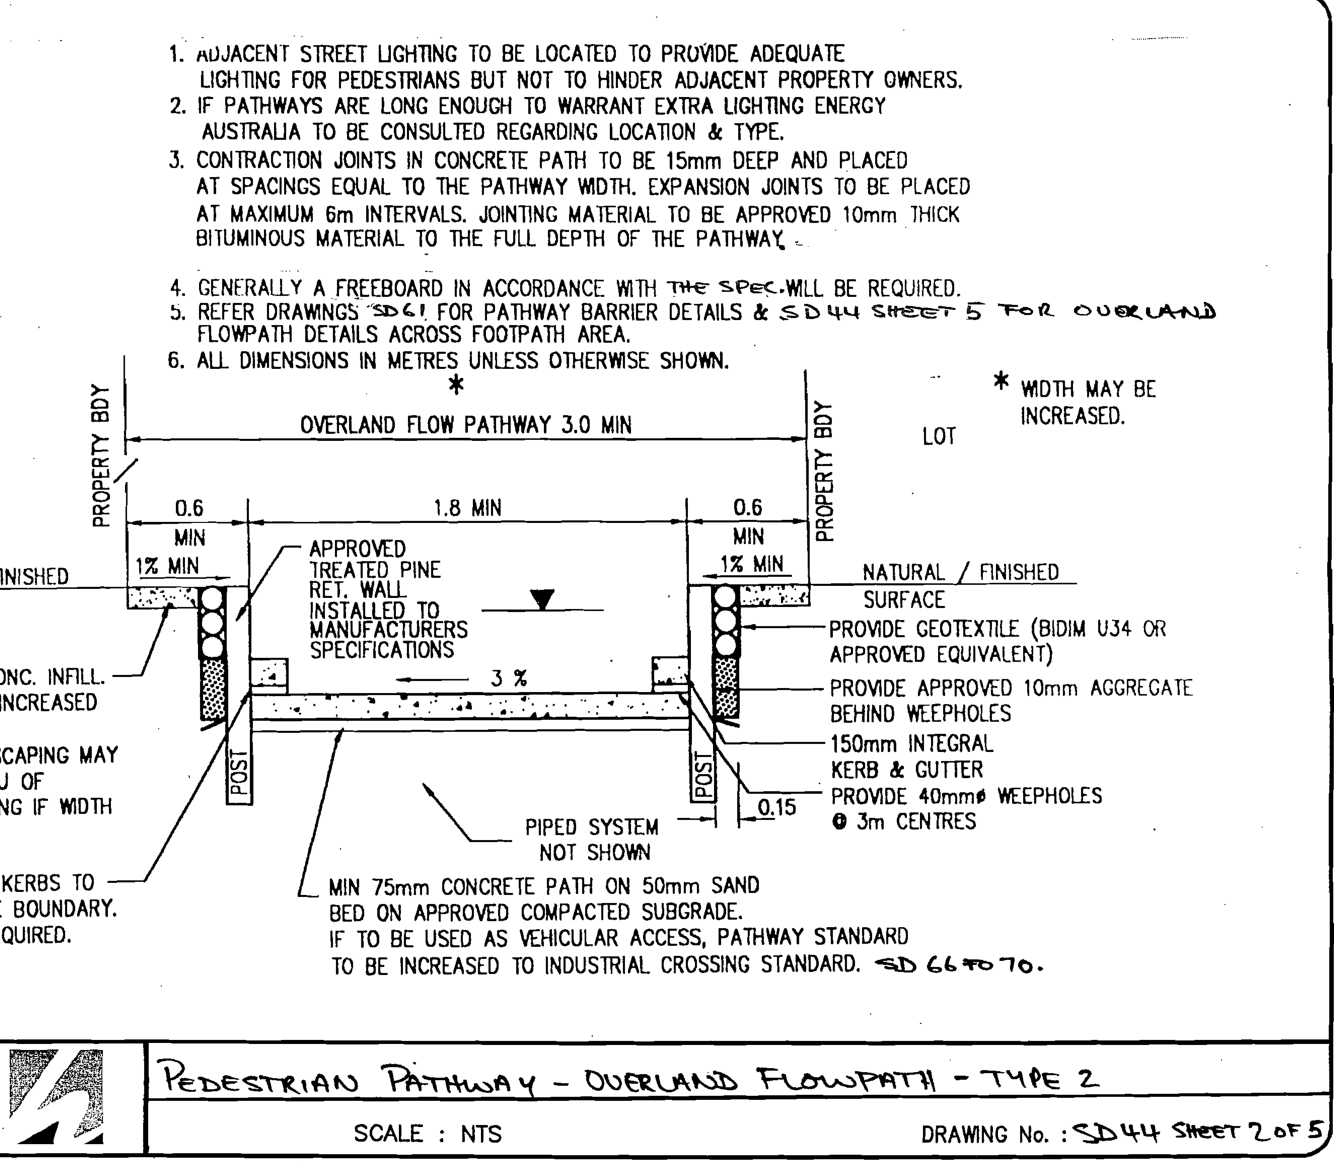 1. ADJACENT STREET LIGHTING TO BE LOCATED TO PROVIDE ADEQUATE
LIGHTING FOR PEDESTRIANS BUT NOT TO HINDER ADJACENT PROPERTY OWNERS.
2. IF PATHWAYS ARE LONG ENOUGH TO WARRANT EXTRA LIGHTING ENERGY
AUSTRALIA TO BE CONSULTED REGARDING LOCATION & TYPE.
3. CONTRACTION JOINTS IN CONCRETE PATH TO BE 15mm DEEP AND PLACED
AT SPACINGS EQUAL TO THE PATHWAY WIDTH. EXPANSION JOINTS TO BE PLACED
AT MAXIMUM 6m INTERVALS. JOINTING MATERIAL TO BE APPROVED 10mm THICK
BITUMINOUS MATERIAL TO THE FULL DEPTH OF THE PATHWAY.
4. GENERALLY A FREEBOARD IN ACCORDANCE WITH THE SPEC. WILL BE REQUIRED.
5. REFER DRAWINGS SD61 FOR PATHWAY BARRIER DETAILS & SD44 SHEET 5 FOR OVERLAND
FLOWPATH DETAILS ACROSS FOOTPATH AREA.
6. ALL DIMENSIONS IN METRES UNLESS OTHERWISE SHOWN.
*
* WIDTH MAY BE
INCREASED.
PROPERTY BDY
OVERLAND FLOW PATHWAY 3.0 MIN
PROPERTY BDY
LOT
0.6
MIN
1.8 MIN
0.6
MIN
1% MIN
1% MIN
APPROVED
TREATED PINE
RET. WALL
INSTALLED TO
MANUFACTURERS
SPECIFICATIONS
INISHED
NATURAL / FINISHED
SURFACE
PROVIDE GEOTEXTILE (BIDIM U34 OR
APPROVED EQUIVALENT)
ONC. INFILL.
INCREASED
3 %
PROVIDE APPROVED 10mm AGGREGATE
BEHIND WEEPHOLES
150mm INTEGRAL
KERB & GUTTER
SCAPING MAY
U OF
NG IF WIDTH
POST
POST
0.15
PROVIDE 40mmø WEEPHOLES
@ 3m CENTRES
PIPED SYSTEM
NOT SHOWN
KERBS TO
E BOUNDARY.
QUIRED.
MIN 75mm CONCRETE PATH ON 50mm SAND
BED ON APPROVED COMPACTED SUBGRADE.
IF TO BE USED AS VEHICULAR ACCESS, PATHWAY STANDARD
TO BE INCREASED TO INDUSTRIAL CROSSING STANDARD. SD 66 TO 70.
PEDESTRIAN PATHWAY - OVERLAND FLOWPATH - TYPE 2
SCALE : NTS
DRAWING No. : SD44 SHEET 2 OF 5